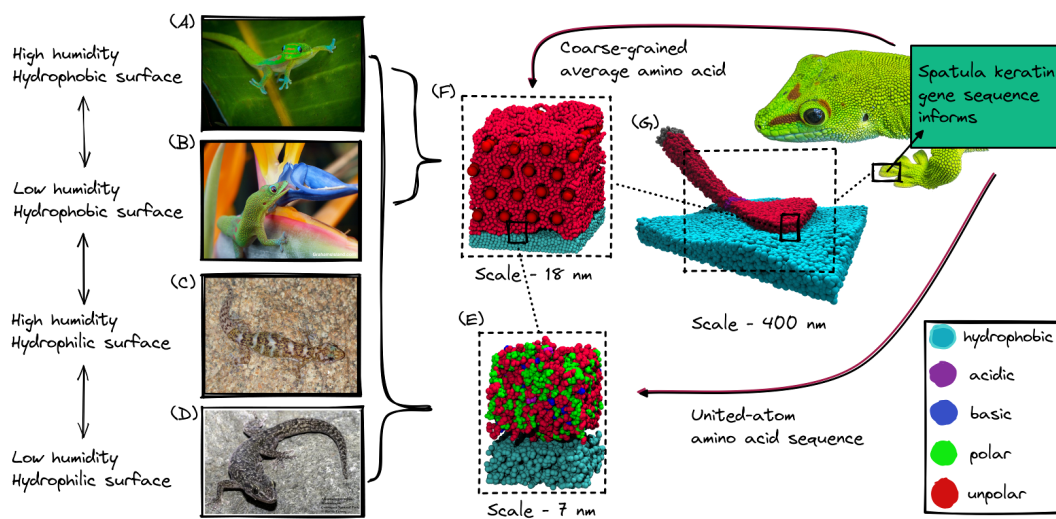 (A)
High humidity
Hydrophobic surface
(B)
Low humidity
Hydrophobic surface
(C)
High humidity
Hydrophilic surface
(D)
Low humidity
Hydrophilic surface
Coarse-grained
average amino acid
(F)
Scale - 18 nm
(G)
Scale - 400 nm
(E)
Scale - 7 nm
United-atom
amino acid sequence
Spatula keratin
gene sequence
informs
hydrophobic
acidic
basic
polar
unpolar